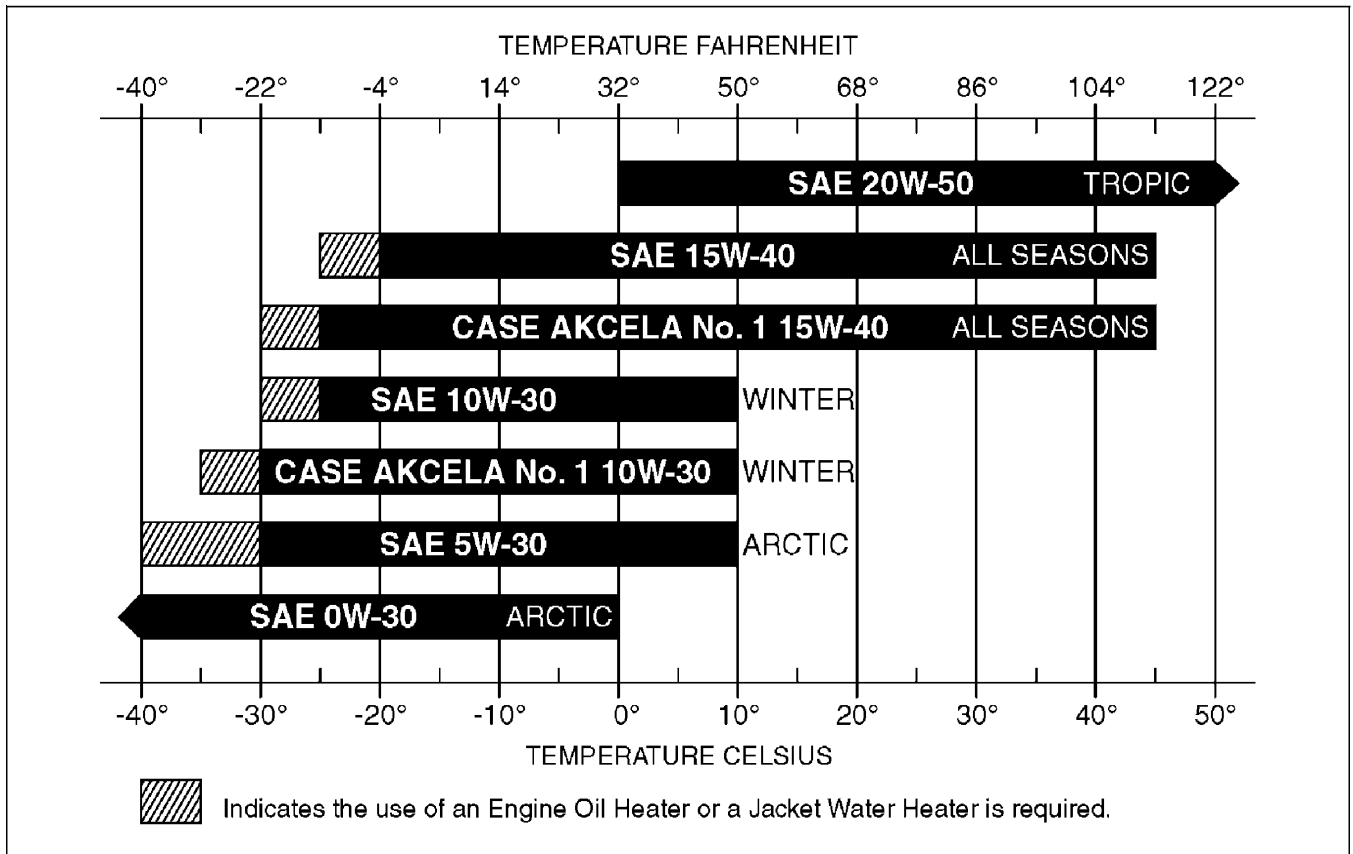 TEMPERATURE FAHRENHEIT
-40° -22° -4° 14° 32° 50° 68° 86° 104° 122°
SAE 20W-50 TROPIC
SAE 15W-40 ALL SEASONS
CASE AKCELA No. 1 15W-40 ALL SEASONS
SAE 10W-30 WINTER
CASE AKCELA No. 1 10W-30 WINTER
SAE 5W-30 ARCTIC
SAE 0W-30 ARCTIC
-40° -30° -20° -10° 0° 10° 20° 30° 40° 50°
TEMPERATURE CELSIUS
Indicates the use of an Engine Oil Heater or a Jacket Water Heater is required.